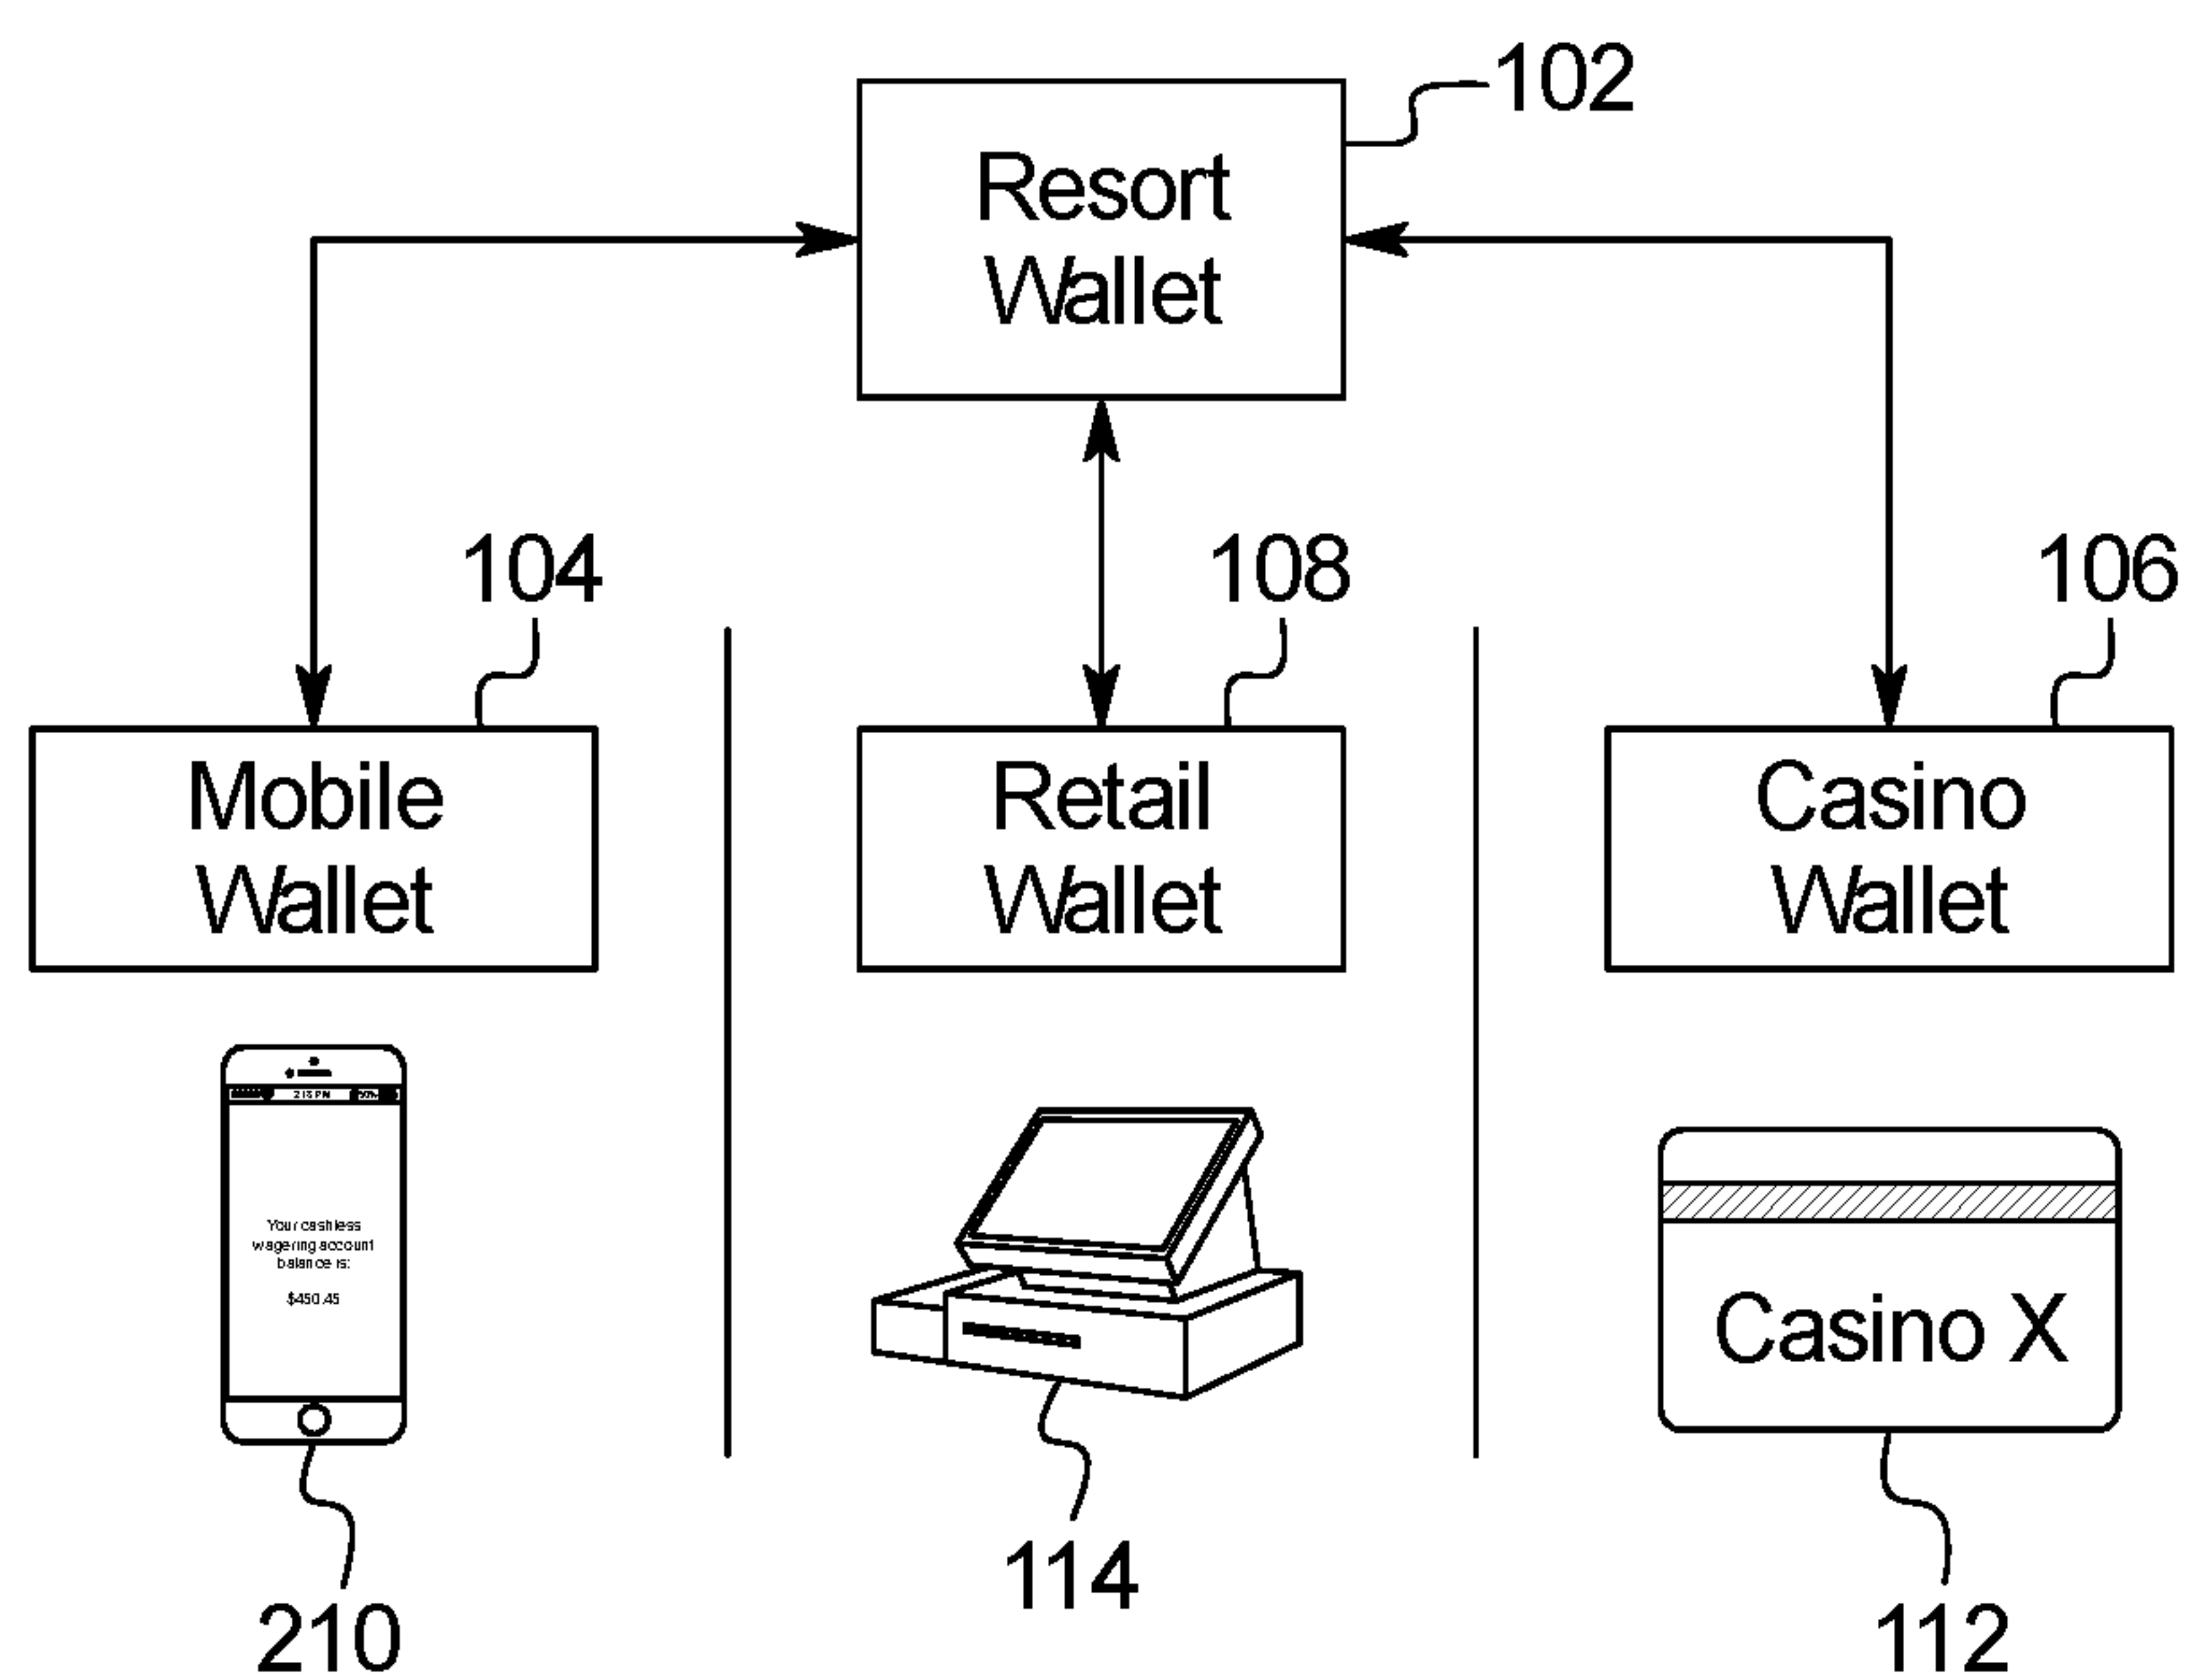 102
Resort
Wallet
104
108
106
Mobile
Wallet
Retail
Wallet
Casino
Wallet
Your cashless
wagering account
balance is:
$450.45
Casino X
210
114
112